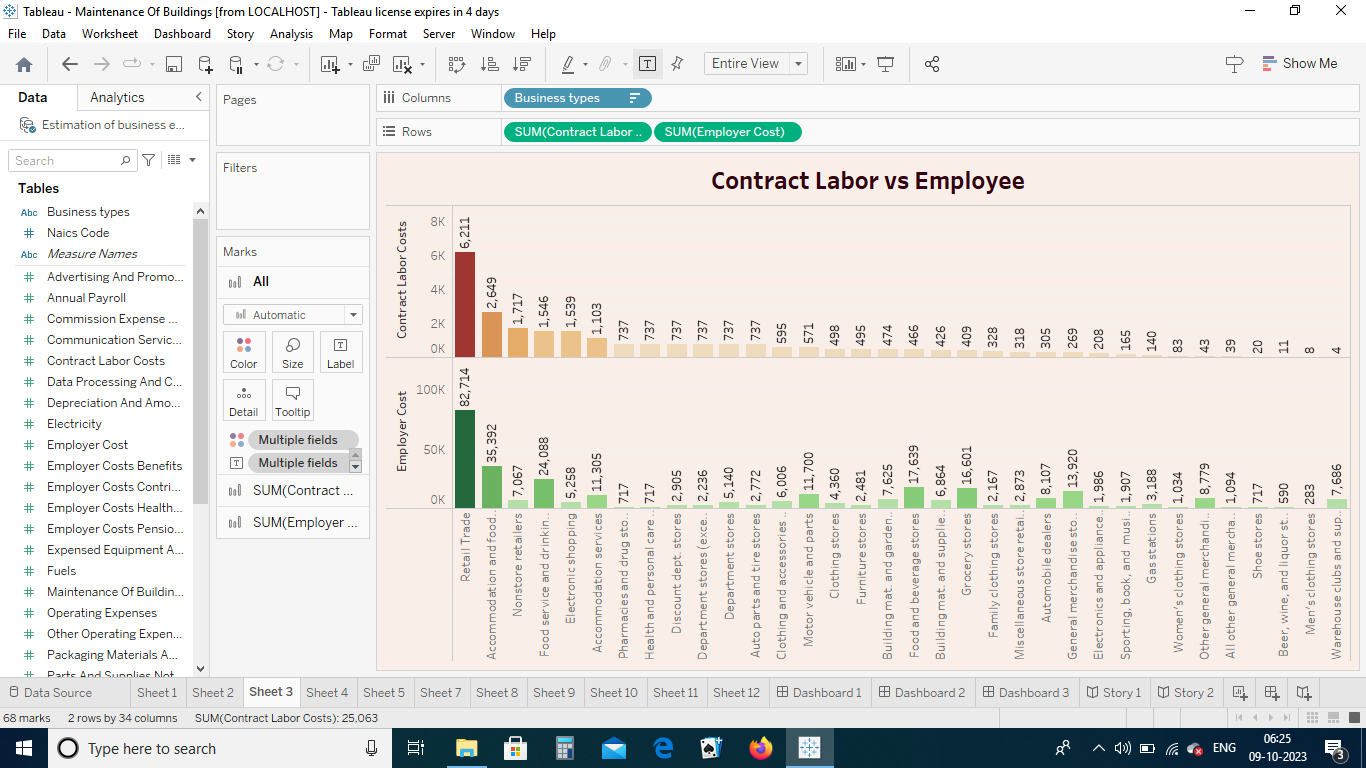 Tableau - Maintenance Of Buildings [from LOCALHOST] - Tableau license expires in 4 days
File Data Worksheet Dashboard Story Analysis Map Format Server Window Help
Entire View
Show Me
Data Analytics
Estimation of business e...
Search
Tables
Abc Business types
# Naics Code
Abc Measure Names
# Advertising And Promo...
# Annual Payroll
# Commission Expense ...
# Communication Servic...
# Contract Labor Costs
# Data Processing And C...
# Depreciation And Amo...
# Electricity
# Employer Cost
# Employer Costs Benefits
# Employer Costs Contri...
# Employer Costs Health...
# Employer Costs Pensio...
# Expensed Equipment A...
# Fuels
# Maintenance Of Buildin...
# Operating Expenses
# Other Operating Expen...
# Packaging Materials A...
# Parts And Supplies Not
Pages
Filters
Marks
All
Automatic
Color Size Label
Detail Tooltip
Multiple fields
Multiple fields
SUM(Contract ...
SUM(Employer ...
Columns Business types
Rows SUM(Contract Labor .. SUM(Employer Cost)
Contract Labor vs Employee
Contract Labor Costs
8K
6K
4K
2K
0K
6,211 2,649 1,717 1,546 1,539 1,103 737 737 737 737 737 737 595 571 498 495 474 466 426 409 328 318 305 269 208 165 140 83 43 39 20 11 8 4
Employer Cost
100K
50K
0K
82,714 35,392 7,067 24,088 5,258 11,305 717 717 2,905 2,236 5,140 2,772 6,006 11,700 4,360 2,481 7,625 17,639 6,864 16,601 2,167 2,873 8,107 13,920 1,986 1,907 3,188 1,034 8,779 1,094 717 590 283 7,686
Retail Trade
Accommodation and food..
Nonstore retailers
Food service and drinkin..
Electronic shopping
Accommodation services
Pharmacies and drug sto..
Health and personal care ..
Discount dept. stores
Department stores (exce..
Department stores
Auto parts and tire stores
Clothing and accessories ..
Motor vehicle and parts
Clothing stores
Furniture stores
Building mat. and garden..
Food and beverage stores
Building mat. and supplie..
Grocery stores
Family clothing stores
Miscellaneous store retai..
Automobile dealers
General merchandise sto..
Electronics and appliance..
Sporting, book, and musi..
Gas stations
Women's clothing stores
Other general merchandi..
All other general mercha..
Shoe stores
Beer, wine, and liquor st..
Men's clothing stores
Warehouse clubs and sup..
Data Source Sheet 1 Sheet 2 Sheet 3 Sheet 4 Sheet 5 Sheet 7 Sheet 8 Sheet 9 Sheet 10 Sheet 11 Sheet 12 Dashboard 1 Dashboard 2 Dashboard 3 Story 1 Story 2
68 marks 2 rows by 34 columns SUM(Contract Labor Costs): 25,063
Type here to search
ENG
06:25
09-10-2023
3